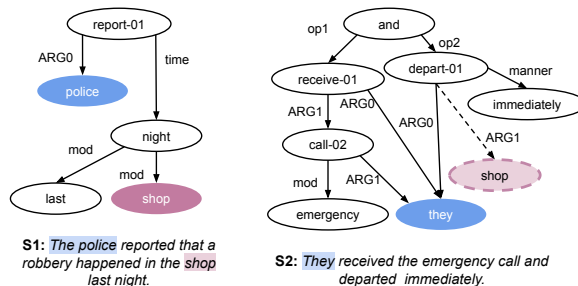 report-01
ARG0
time
police
night
mod
mod
last
shop
S1: The police reported that a
robbery happened in the shop
last night.
and
op1
op2
receive-01
depart-01
manner
immediately
ARG1
ARG0
ARG0
ARG1
call-02
shop
mod
ARG1
emergency
they
S2: They received the emergency call and
departed immediately.